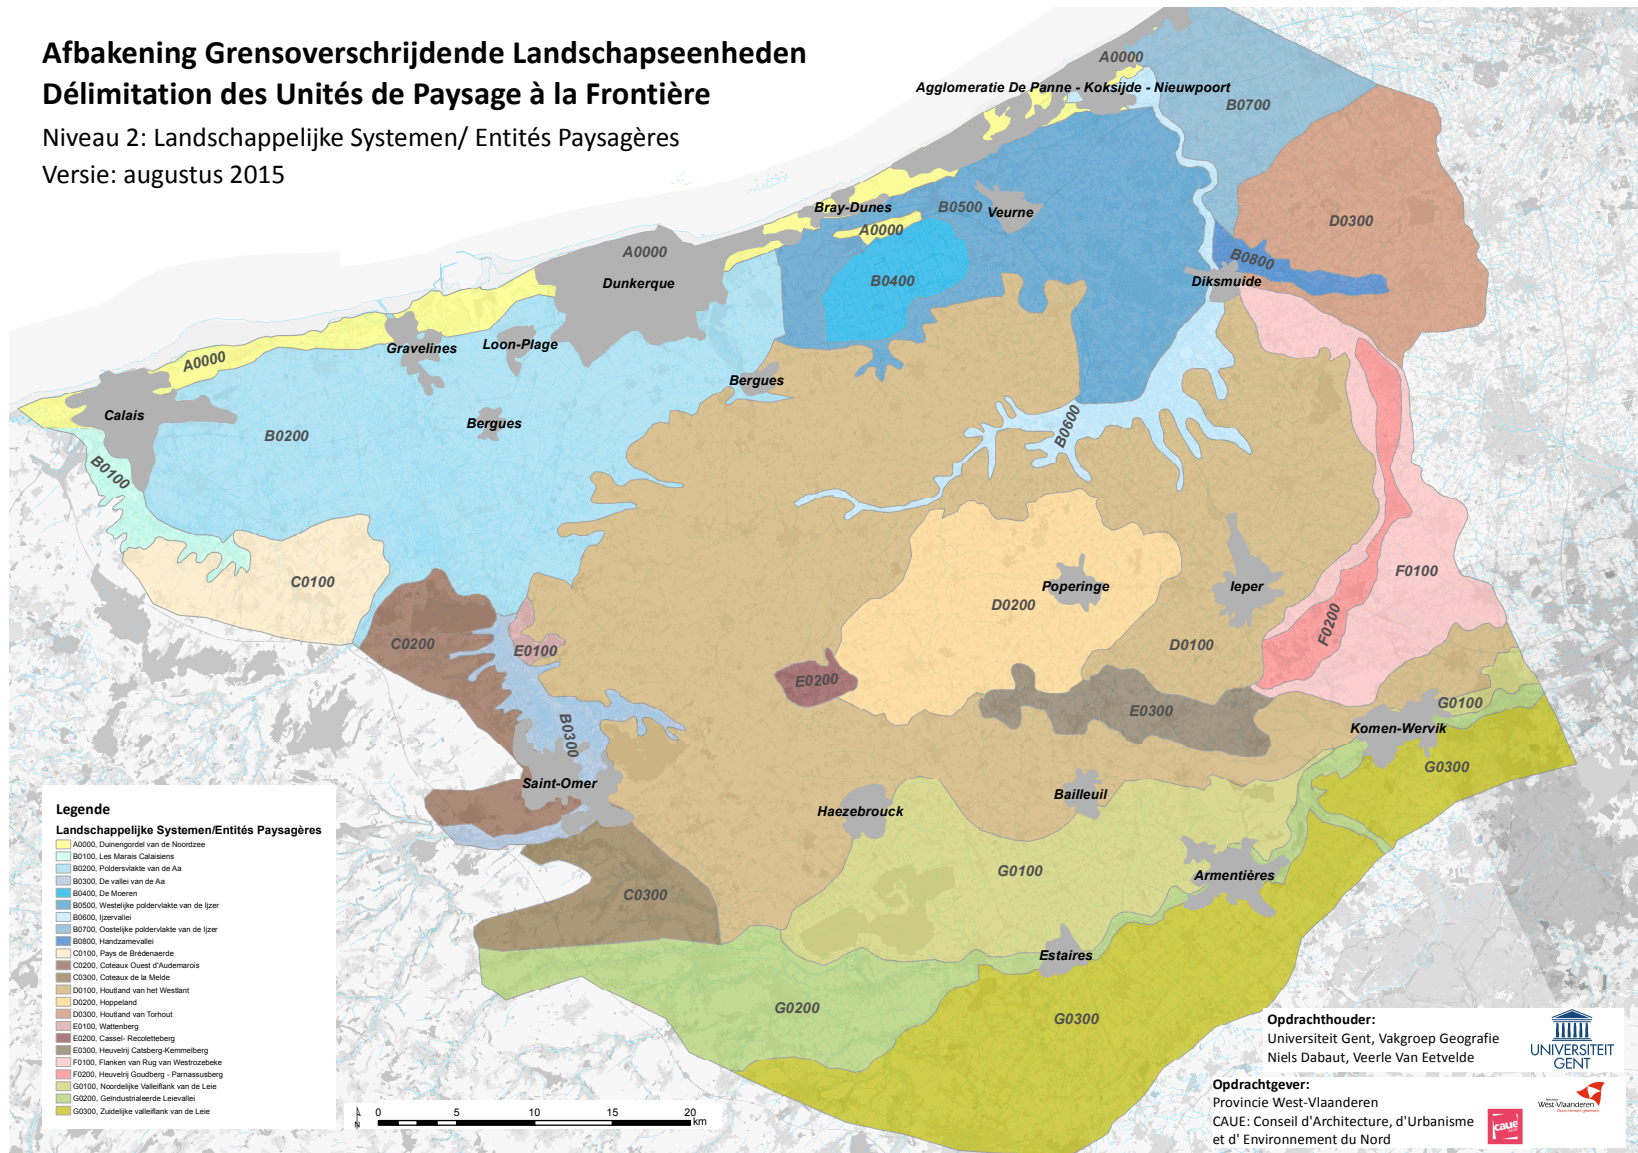 Afbakening Grensoverschrijdende Landschapseenheden
Délimitation des Unités de Paysage à la Frontière
Niveau 2: Landschappelijke Systemen/ Entités Paysagères
Versie: augustus 2015
A0000
Agglomeratie De Panne - Koksijde - Nieuwpoort
B0700
Bray-Dunes
B0500
Veurne
D0300
A0000
A0000
B0800
Dunkerque
B0400
Diksmuide
Gravelines
Loon-Plage
A0000
Bergues
Calais
Bergues
B0200
B0600
B0100
C0100
Poperinge
Ieper
F0100
D0200
F0200
C0200
E0100
D0100
E0200
E0300
G0100
B0300
Komen-Wervik
G0300
Saint-Omer
Haezebrouck
Bailleuil
G0100
Armentières
C0300
Estaires
G0200
G0300
Legende
Landschappelijke Systemen/Entités Paysagères
A0000, Duinengordel van de Noordzee
B0100, Les Marais Calaisiens
B0200, Poldersvlakte van de Aa
B0300, De vallei van de Aa
B0400, De Moeren
B0500, Westelijke poldervlakte van de Ijzer
B0600, Ijzervallei
B0700, Oostelijke poldervlakte van de Ijzer
B0800, Handzamevallei
C0100, Pays de Brédenaerde
C0200, Coteaux Ouest d'Audemarois
C0300, Coteaux de la Melde
D0100, Houtland van het Westlant
D0200, Hoppeland
D0300, Houtland van Torhout
E0100, Wattenberg
E0200, Cassel- Recoletteberg
E0300, Heuvelrij Catsberg-Kemmelberg
F0100, Flanken van Rug van Westrozebeke
F0200, Heuvelrij Goudberg - Parnassusberg
G0100, Noordelijke Valleiflank van de Leie
G0200, Geïndustrialeerde Leievallei
G0300, Zuidelijke valleiflank van de Leie
N
0 5 10 15 20
km
Opdrachthouder:
Universiteit Gent, Vakgroep Geografie
Niels Dabaut, Veerle Van Eetvelde
UNIVERSITEIT
GENT
Opdrachtgever:
Provincie West-Vlaanderen
CAUE: Conseil d'Architecture, d'Urbanisme
et d' Environnement du Nord
caue
West-Vlaanderen